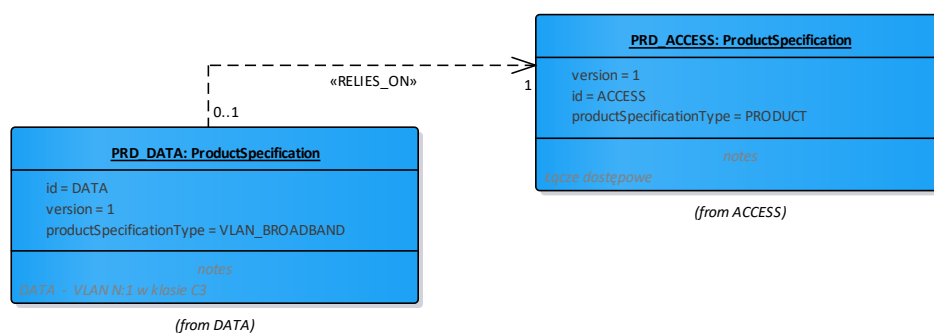 PRD_ACCESS: ProductSpecification
version = 1
id = ACCESS
productSpecificationType = PRODUCT
notes
Łącze dostępowe
(from ACCESS)
«RELIES_ON»
1
0..1
PRD_DATA: ProductSpecification
id = DATA
version = 1
productSpecificationType = VLAN_BROADBAND
notes
DATA - VLAN N:1 w klasie C3
(from DATA)